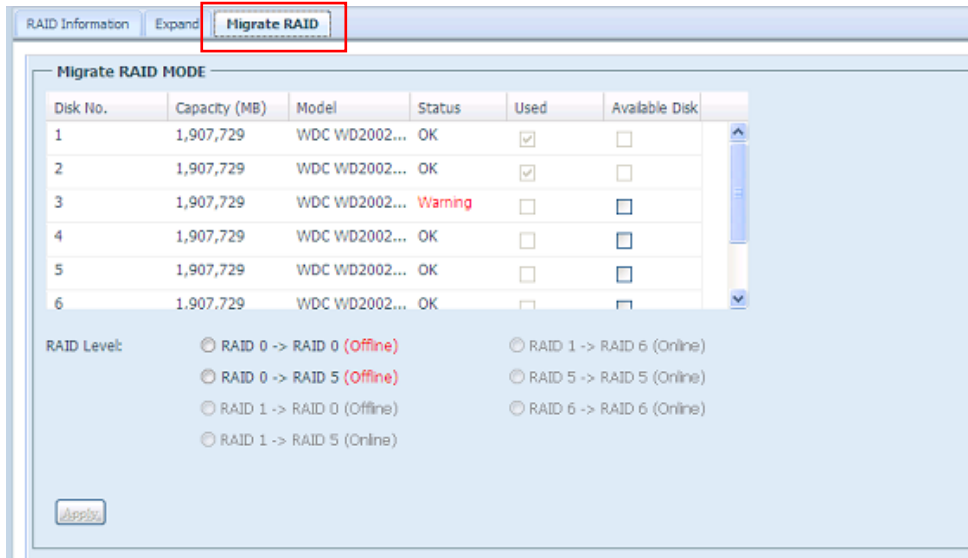 RAID Information Expand Migrate RAID
Migrate RAID MODE
Disk No. Capacity (MB) Model Status Used Available Disk
1 1,907,729 WDC WD2002... OK
2 1,907,729 WDC WD2002... OK
3 1,907,729 WDC WD2002... Warning
4 1,907,729 WDC WD2002... OK
5 1,907,729 WDC WD2002... OK
6 1,907,729 WDC WD2002... OK
RAID Level: RAID 0 -> RAID 0 (Offline) RAID 1 -> RAID 6 (Online)
RAID 0 -> RAID 5 (Offline) RAID 5 -> RAID 5 (Online)
RAID 1 -> RAID 0 (Offline) RAID 6 -> RAID 6 (Online)
RAID 1 -> RAID 5 (Online)
Apply